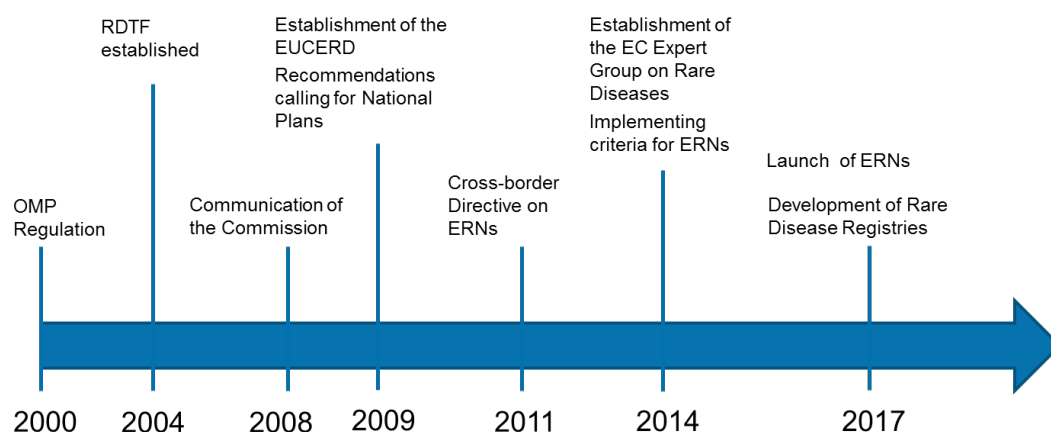 OMP
Regulation
RDTF
established
Communication of
the Commission
Establishment of the
EUCERD
Recommendations
calling for National
Plans
Cross-border
Directive on
ERNs
Establishment of
the EC Expert
Group on Rare
Diseases
Implementing
criteria for ERNs
Launch of ERNs
Development of Rare
Disease Registries
2000
2004
2008
2009
2011
2014
2017